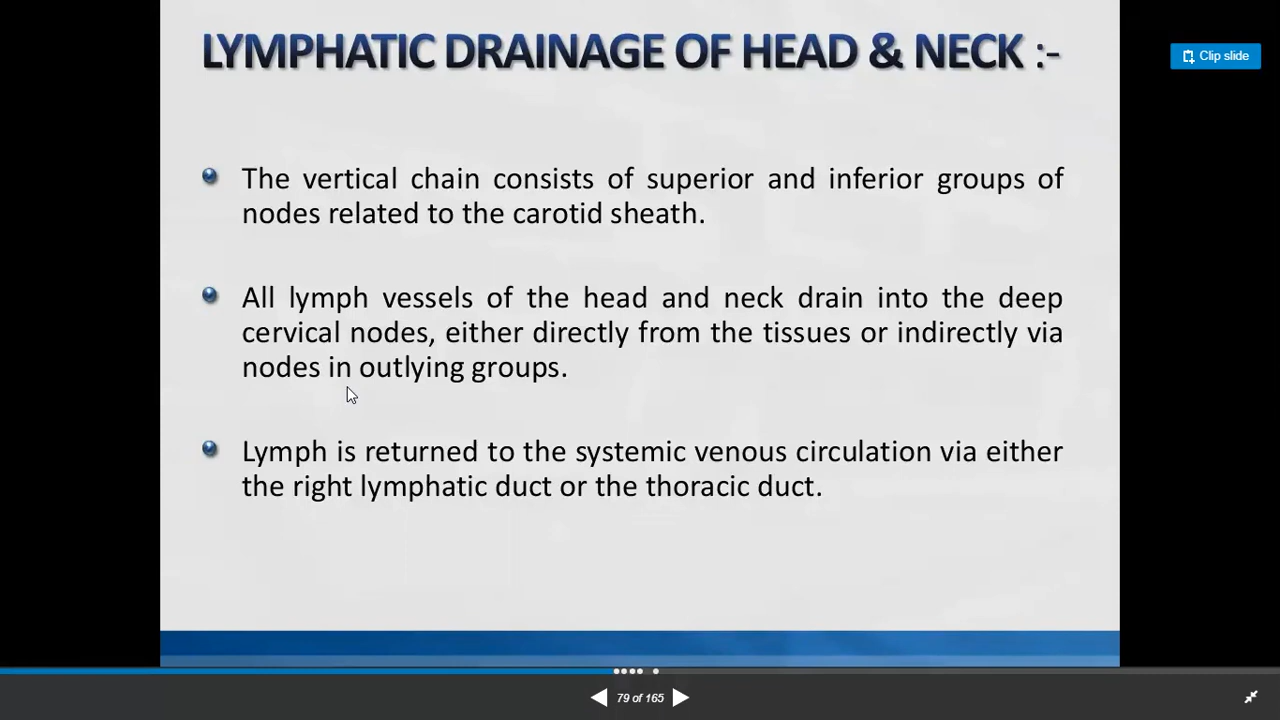 LYMPHATIC DRAINAGE OF HEAD & NECK :-
Clip slide
The vertical chain consists of superior and inferior groups of
nodes related to the carotid sheath.
All lymph vessels of the head and neck drain into the deep
cervical nodes, either directly from the tissues or indirectly via
nodes in outlying groups.
Lymph is returned to the systemic venous circulation via either
the right lymphatic duct or the thoracic duct.
79 of 165